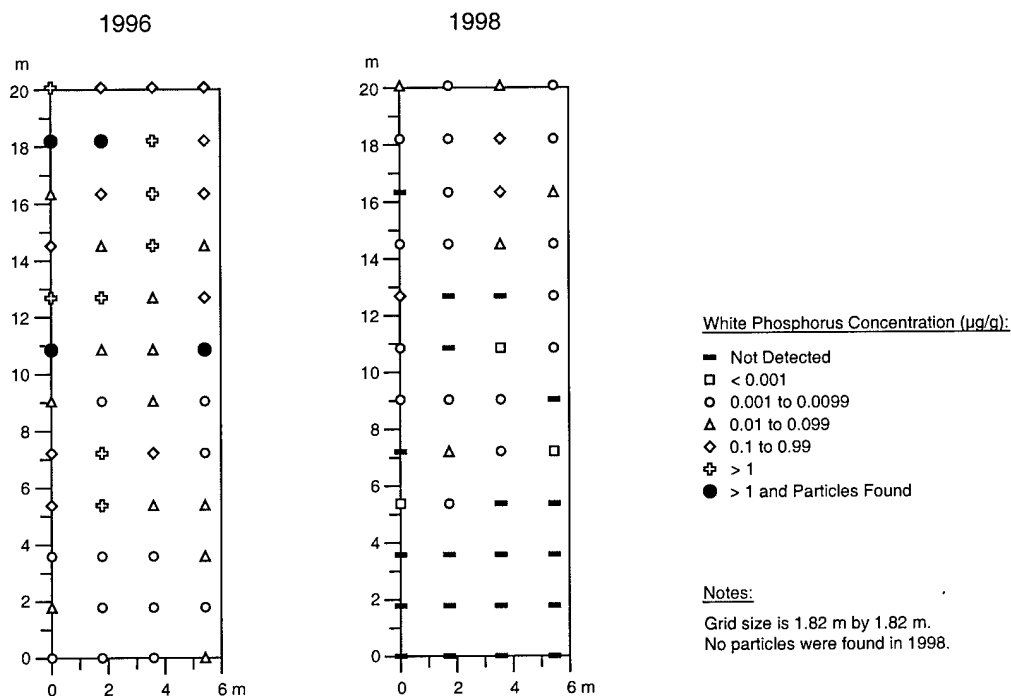 1996
1998
m
20
18
16
14
12
10
8
6
4
2
0
0 2 4 6 m
m
20
18
16
14
12
10
8
6
4
2
0
0 2 4 6 m
White Phosphorus Concentration (µg/g):
Not Detected
< 0.001
0.001 to 0.0099
0.01 to 0.099
0.1 to 0.99
> 1
> 1 and Particles Found
Notes:
Grid size is 1.82 m by 1.82 m.
No particles were found in 1998.